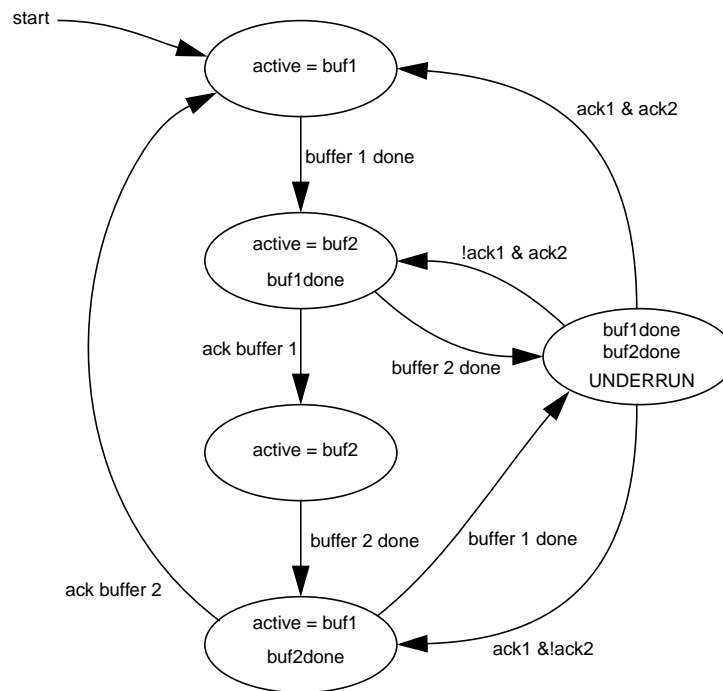 start
active = buf1
ack1 & ack2
buffer 1 done
active = buf2
buf1done
!ack1 & ack2
buf1done
buf2done
UNDERRUN
ack buffer 1
buffer 2 done
active = buf2
buffer 2 done
buffer 1 done
ack buffer 2
active = buf1
buf2done
ack1 &!ack2